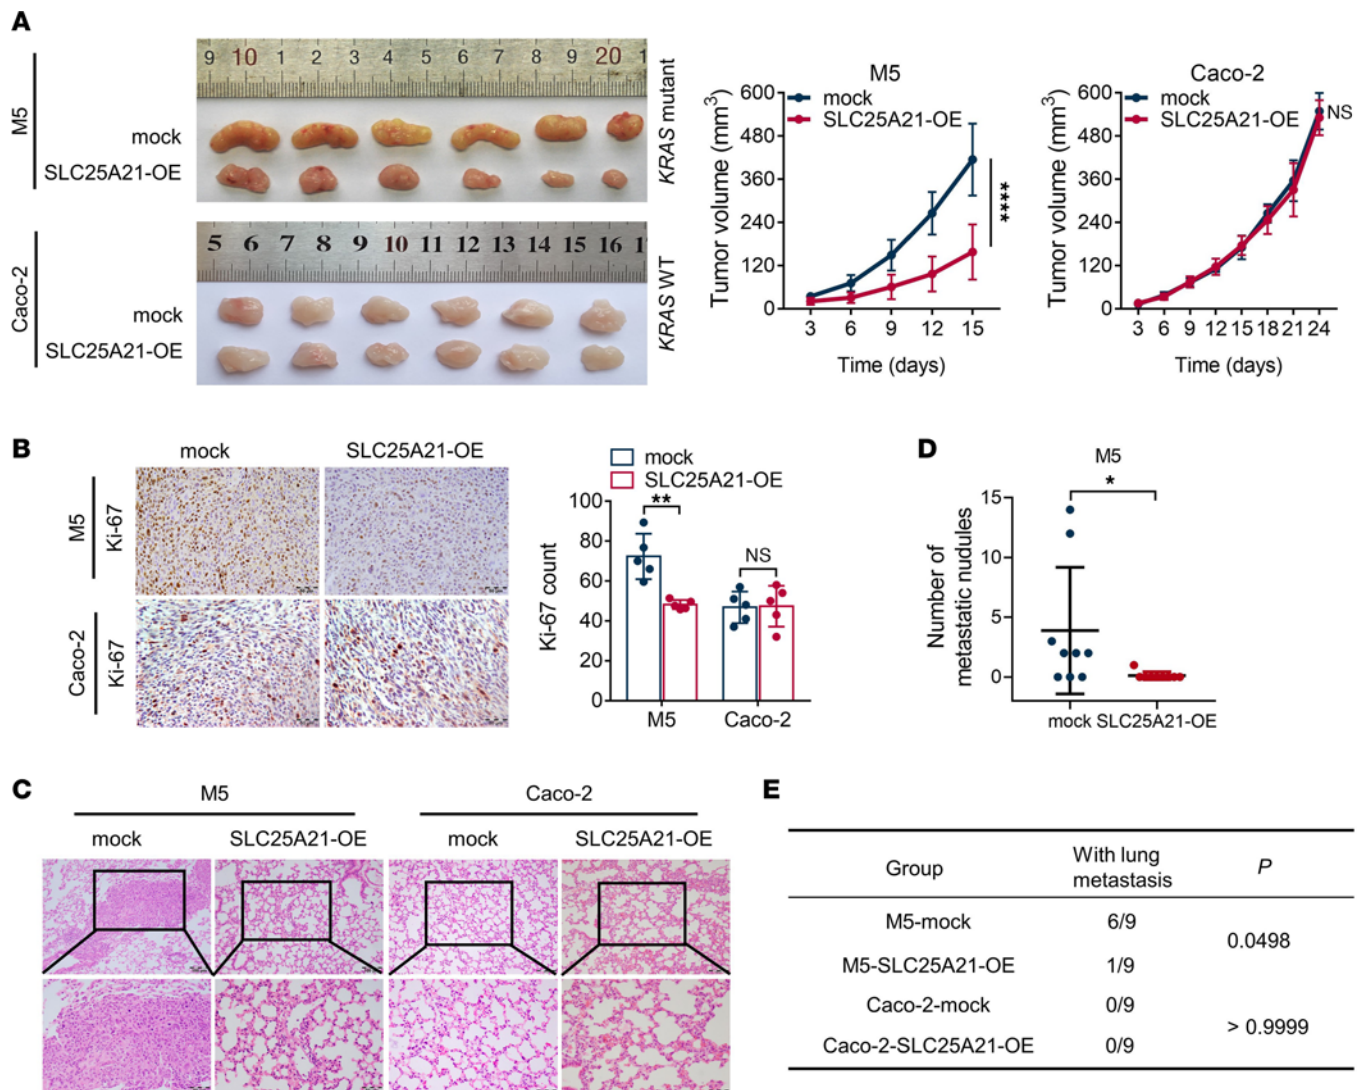 A
M5
mock
SLC25A21-OE
9 10 1 2 3 4 5 6 7 8 9 20 1
KRAS mutant
Caco-2
mock
SLC25A21-OE
5 6 7 8 9 10 11 12 13 14 15 16 1
KRAS WT
M5
mock
SLC25A21-OE
Tumor volume (mm³)
600
480
360
240
120
0
3 6 9 12 15
Time (days)
****
Caco-2
mock
SLC25A21-OE
NS
Tumor volume (mm³)
600
480
360
240
120
0
3 6 9 12 15 18 21 24
Time (days)
B
mock SLC25A21-OE
M5
Ki-67
Caco-2
Ki-67
mock
SLC25A21-OE
Ki-67 count
100
80
60
40
20
0
**
NS
M5 Caco-2
D
M5
*
Number of
metastatic nudules
15
10
5
0
mock SLC25A21-OE
C
M5 Caco-2
mock SLC25A21-OE mock SLC25A21-OE
E
Group With lung metastasis P
M5-mock 6/9
0.0498
M5-SLC25A21-OE 1/9
Caco-2-mock 0/9
> 0.9999
Caco-2-SLC25A21-OE 0/9